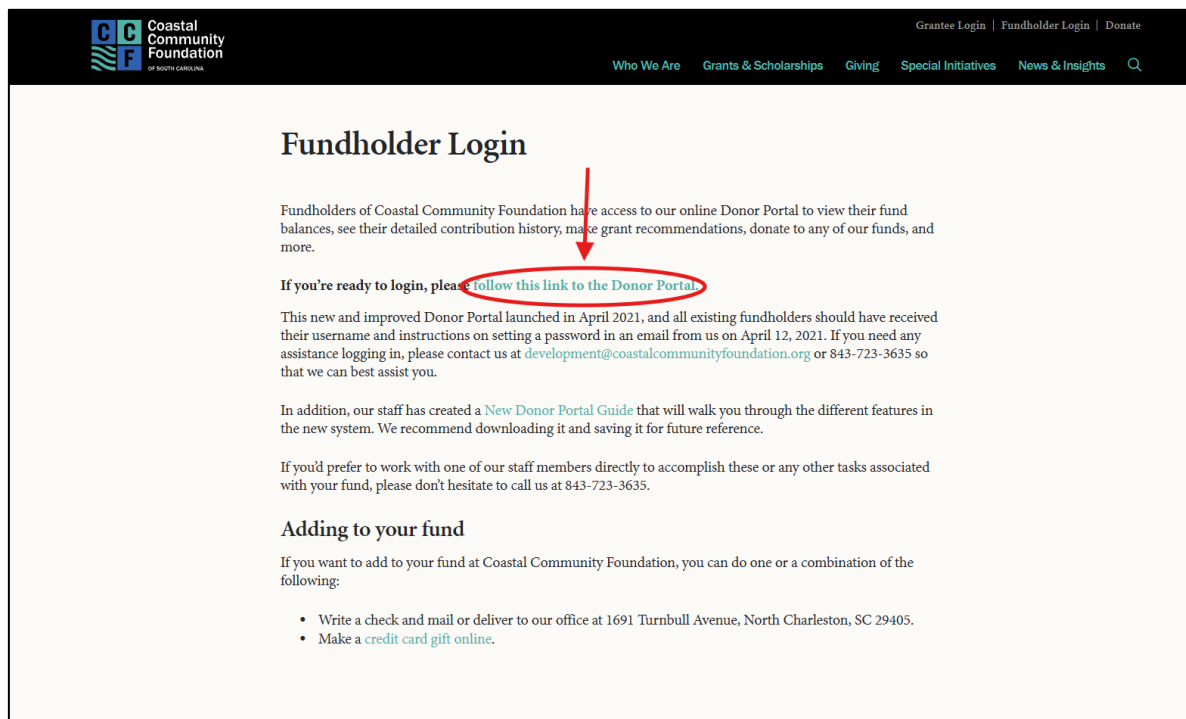 CC
F
Coastal
Community
Foundation
OF SOUTH CAROLINA
Grantee Login | Fundholder Login | Donate
Who We Are Grants & Scholarships Giving Special Initiatives News & Insights
Fundholder Login
Fundholders of Coastal Community Foundation have access to our online Donor Portal to view their fund
balances, see their detailed contribution history, make grant recommendations, donate to any of our funds, and
more.
If you’re ready to login, please follow this link to the Donor Portal.
This new and improved Donor Portal launched in April 2021, and all existing fundholders should have received
their username and instructions on setting a password in an email from us on April 12, 2021. If you need any
assistance logging in, please contact us at development@coastalcommunityfoundation.org or 843-723-3635 so
that we can best assist you.
In addition, our staff has created a New Donor Portal Guide that will walk you through the different features in
the new system. We recommend downloading it and saving it for future reference.
If you’d prefer to work with one of our staff members directly to accomplish these or any other tasks associated
with your fund, please don’t hesitate to call us at 843-723-3635.
Adding to your fund
If you want to add to your fund at Coastal Community Foundation, you can do one or a combination of the
following:
• Write a check and mail or deliver to our office at 1691 Turnbull Avenue, North Charleston, SC 29405.
• Make a credit card gift online.